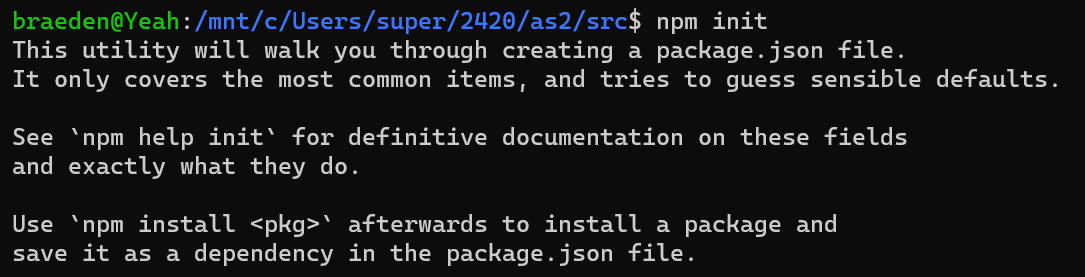 braeden@Yeah:/mnt/c/Users/super/2420/as2/src$ npm init
This utility will walk you through creating a package.json file.
It only covers the most common items, and tries to guess sensible defaults.
See `npm help init` for definitive documentation on these fields
and exactly what they do.
Use `npm install <pkg>` afterwards to install a package and
save it as a dependency in the package.json file.